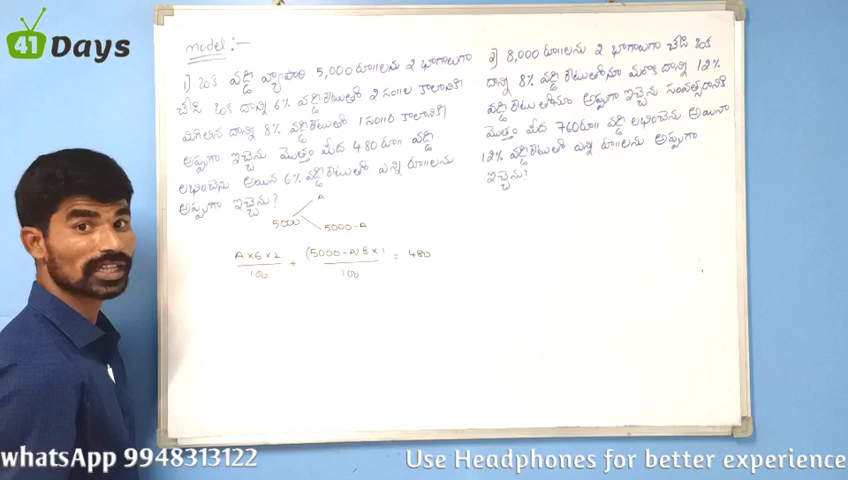 41 Days
model :-
1) ఒక వడ్డీ వ్యాపారి 5,000 రూ॥లను 2 భాగాలుగా
చేసి ఒక దాన్ని 6% వడ్డీరేటుతో 2 సం॥ల కాలానికి
మిగిలిన దాన్ని 8% వడ్డీరేటుతో 1 సం॥ర కాలానికి
అప్పుగా ఇచ్చెను మొత్తం మీద 480 రూ॥ వడ్డీ
లభించెను అయిన 6% వడ్డీరేటుతో ఎన్ని రూ॥లను
అప్పుగా ఇచ్చెను?
A
5000
5000-A
A×6×2/100 + (5000-A)8×1/100 = 480
2) 8,000 రూ॥లను 2 భాగాలుగా చేసి ఒక
దాన్ని 8% వడ్డీ రేటుతోనూ మరొక దాన్ని 12%
వడ్డీ రేటు తోనూ అప్పుగా ఇచ్చెను. సంవత్సరానికి
మొత్తం మీద 760రూ॥ వడ్డీ లభించెను. అయినా
12% వడ్డీరేటుతో ఎన్ని రూ॥లను అప్పుగా
ఇచ్చెను?
whatsApp 9948313122
Use Headphones for better experience